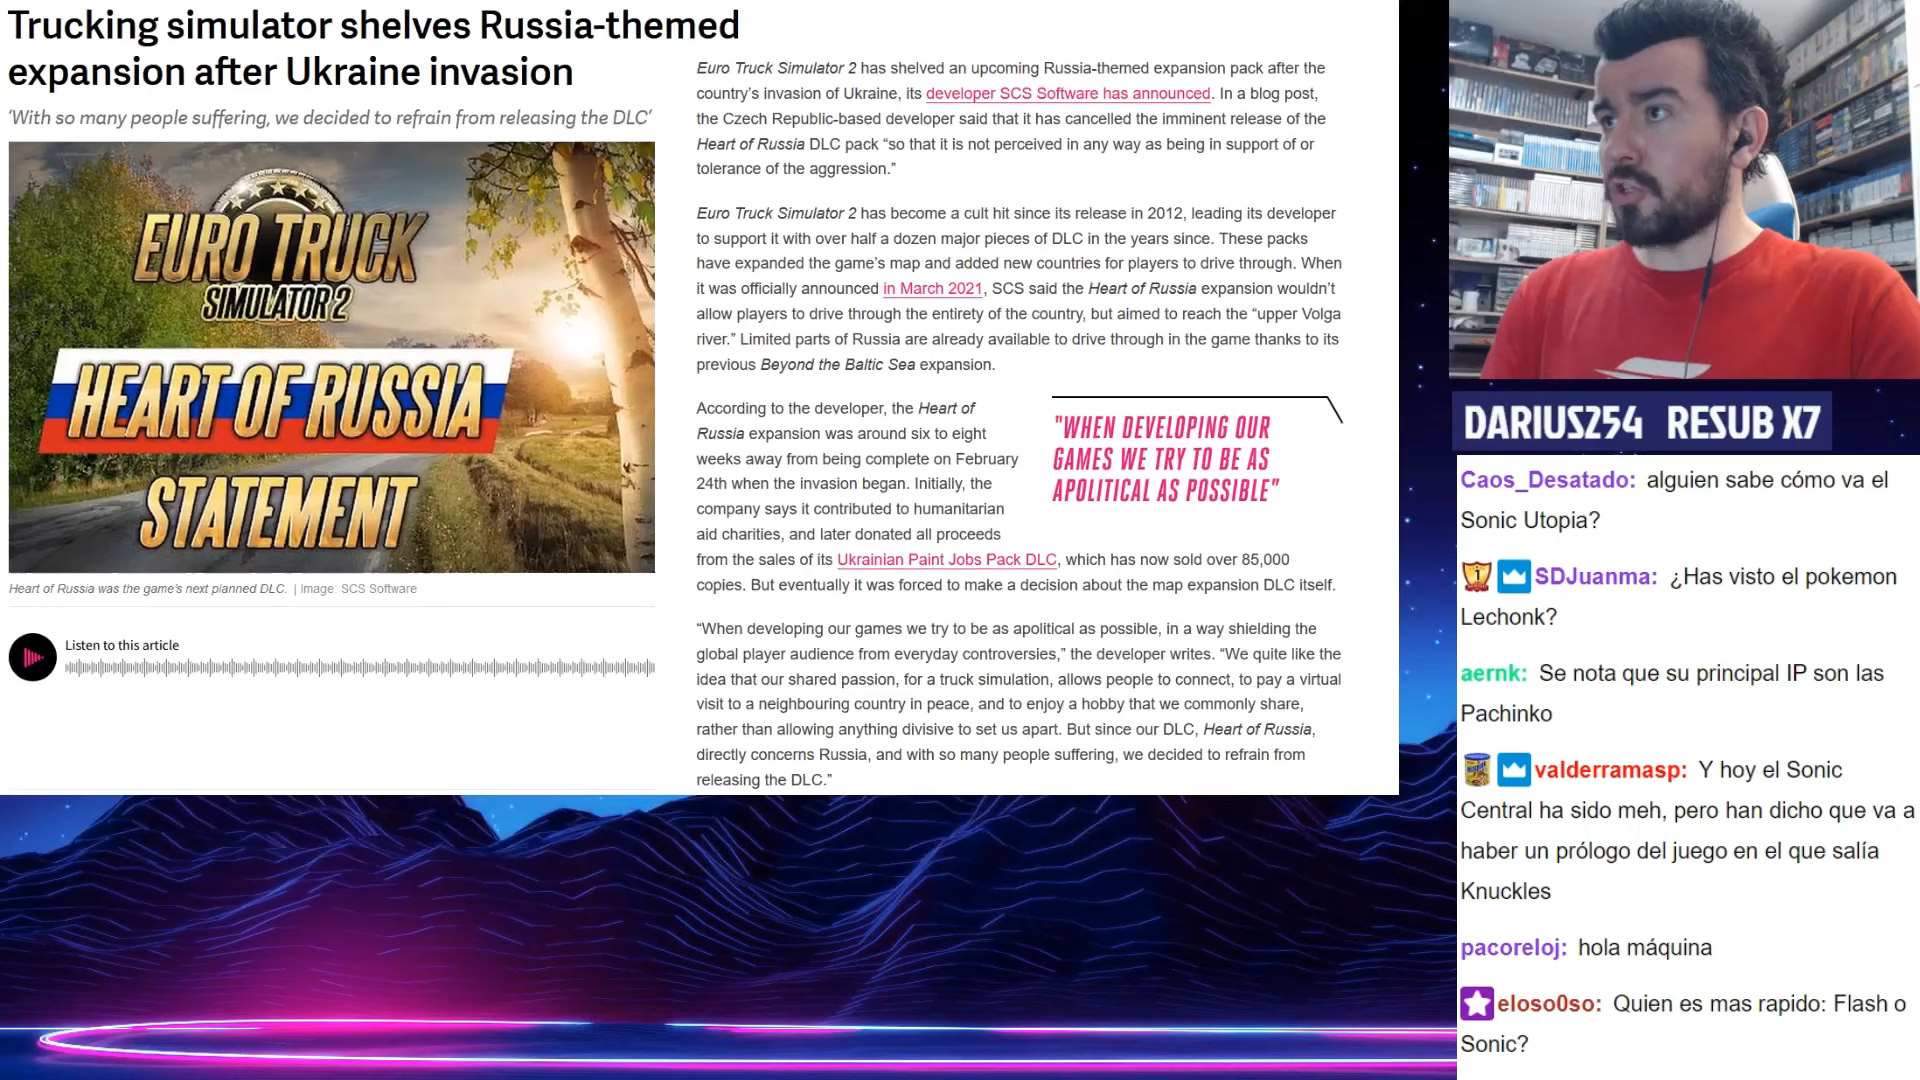 Trucking simulator shelves Russia-themed
expansion after Ukraine invasion
‘With so many people suffering, we decided to refrain from releasing the DLC’
EURO TRUCK
SIMULATOR 2
HEART OF RUSSIA
STATEMENT
Heart of Russia was the game’s next planned DLC. | Image: SCS Software
Listen to this article
Euro Truck Simulator 2 has shelved an upcoming Russia-themed expansion pack after the
country’s invasion of Ukraine, its developer SCS Software has announced. In a blog post,
the Czech Republic-based developer said that it has cancelled the imminent release of the
Heart of Russia DLC pack “so that it is not perceived in any way as being in support of or
tolerance of the aggression.”
Euro Truck Simulator 2 has become a cult hit since its release in 2012, leading its developer
to support it with over half a dozen major pieces of DLC in the years since. These packs
have expanded the game’s map and added new countries for players to drive through. When
it was officially announced in March 2021, SCS said the Heart of Russia expansion wouldn’t
allow players to drive through the entirety of the country, but aimed to reach the “upper Volga
river.” Limited parts of Russia are already available to drive through in the game thanks to its
previous Beyond the Baltic Sea expansion.
According to the developer, the Heart of
Russia expansion was around six to eight
weeks away from being complete on February
24th when the invasion began. Initially, the
company says it contributed to humanitarian
aid charities, and later donated all proceeds
from the sales of its Ukrainian Paint Jobs Pack DLC, which has now sold over 85,000
copies. But eventually it was forced to make a decision about the map expansion DLC itself.
"WHEN DEVELOPING OUR
GAMES WE TRY TO BE AS
APOLITICAL AS POSSIBLE"
“When developing our games we try to be as apolitical as possible, in a way shielding the
global player audience from everyday controversies,” the developer writes. “We quite like the
idea that our shared passion, for a truck simulation, allows people to connect, to pay a virtual
visit to a neighbouring country in peace, and to enjoy a hobby that we commonly share,
rather than allowing anything divisive to set us apart. But since our DLC, Heart of Russia,
directly concerns Russia, and with so many people suffering, we decided to refrain from
releasing the DLC.”
DARIUS254 RESUB X7
Caos_Desatado: alguien sabe cómo va el
Sonic Utopia?
SDJuanma: ¿Has visto el pokemon
Lechonk?
aernk: Se nota que su principal IP son las
Pachinko
valderramasp: Y hoy el Sonic
Central ha sido meh, pero han dicho que va a
haber un prólogo del juego en el que salía
Knuckles
pacoreloj: hola máquina
eloso0so: Quien es mas rapido: Flash o
Sonic?